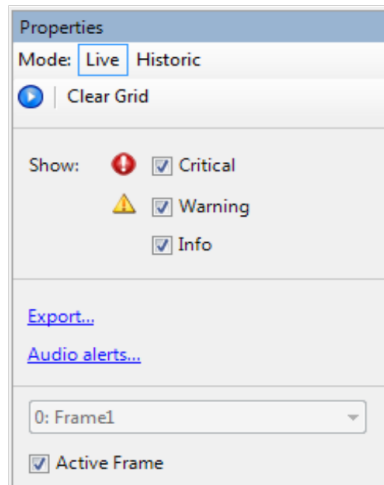 Properties
Mode: Live Historic
Clear Grid
Show: Critical
Warning
Info
Export...
Audio alerts...
0: Frame1
Active Frame